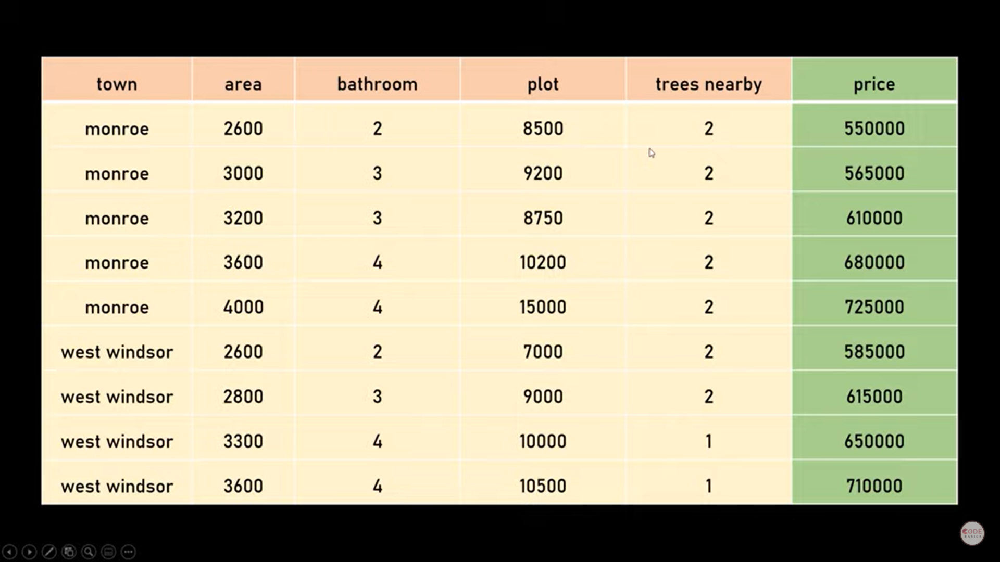 town area bathroom plot trees nearby price
monroe 2600 2 8500 2 550000
monroe 3000 3 9200 2 565000
monroe 3200 3 8750 2 610000
monroe 3600 4 10200 2 680000
monroe 4000 4 15000 2 725000
west windsor 2600 2 7000 2 585000
west windsor 2800 3 9000 2 615000
west windsor 3300 4 10000 1 650000
west windsor 3600 4 10500 1 710000
CODE
BASICS